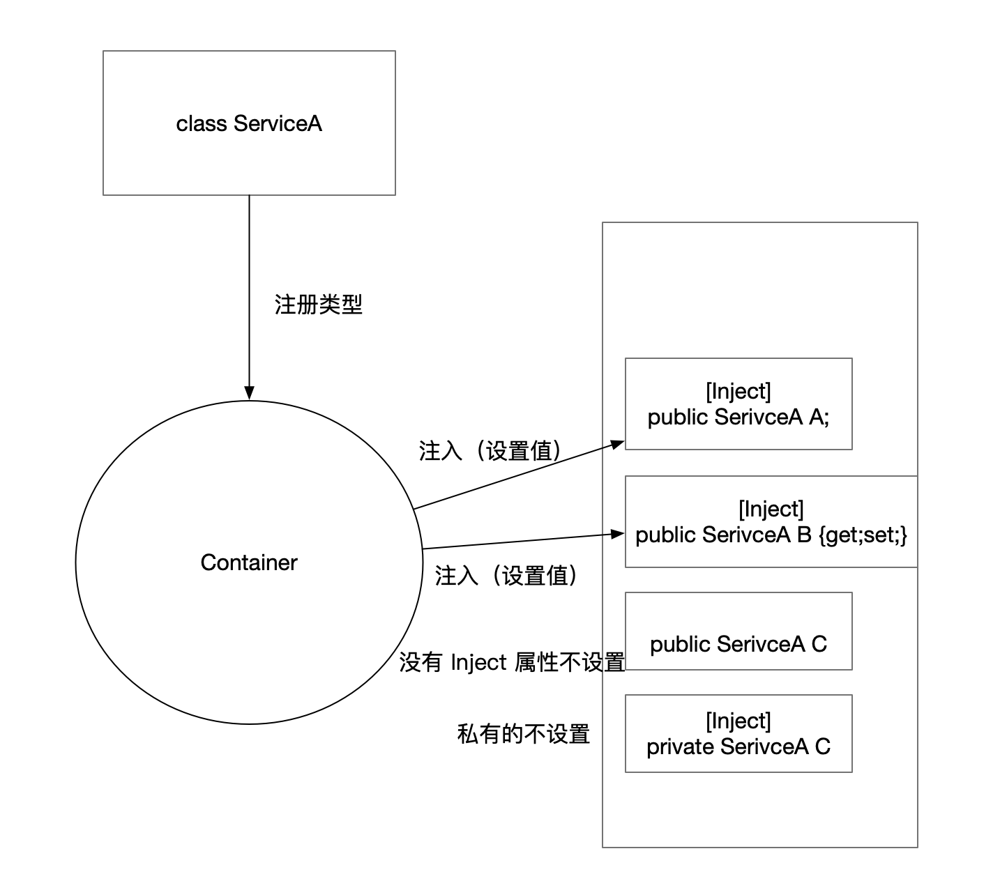 class ServiceA
注册类型
Container
注入（设置值）
[Inject]
public SerivceA A;
注入（设置值）
[Inject]
public SerivceA B {get;set;}
没有 Inject 属性不设置
public SerivceA C
私有的不设置
[Inject]
private SerivceA C